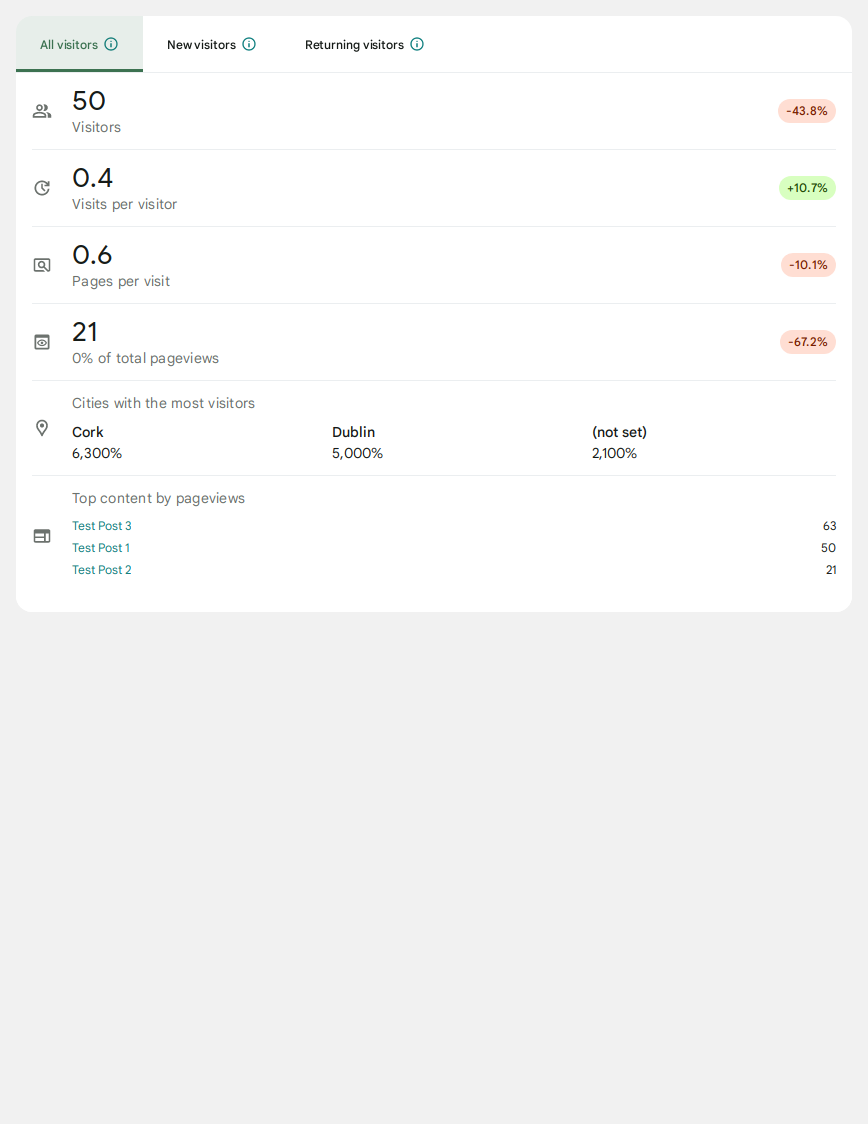 All visitors
New visitors
Returning visitors
50
Visitors
-43.8%
0.4
Visits per visitor
+10.7%
0.6
Pages per visit
-10.1%
21
0% of total pageviews
-67.2%
Cities with the most visitors
Cork Dublin (not set)
6,300% 5,000% 2,100%
Top content by pageviews
Test Post 3 63
Test Post 1 50
Test Post 2 21